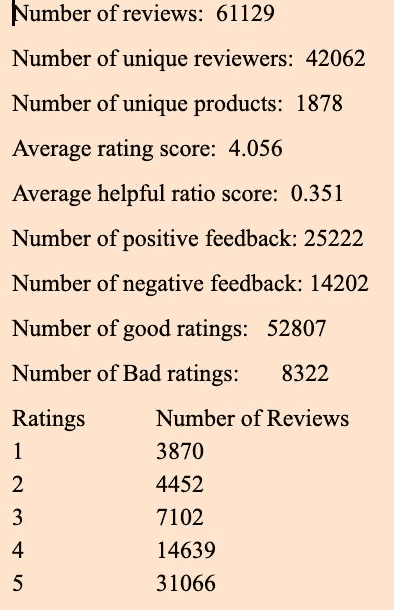 Number of reviews: 61129
Number of unique reviewers: 42062
Number of unique products: 1878
Average rating score: 4.056
Average helpful ratio score: 0.351
Number of positive feedback: 25222
Number of negative feedback: 14202
Number of good ratings: 52807
Number of Bad ratings: 8322
Ratings Number of Reviews
1 3870
2 4452
3 7102
4 14639
5 31066